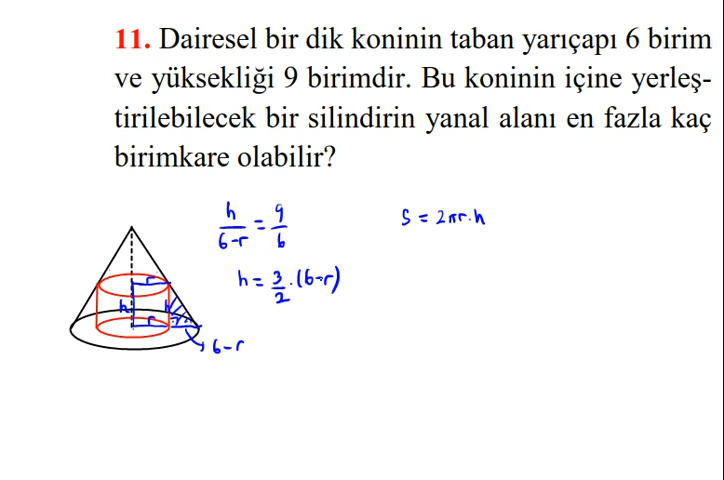 11. Dairesel bir dik koninin taban yarıçapı 6 birim
ve yüksekliği 9 birimdir. Bu koninin içine yerleş-
tirilebilecek bir silindirin yanal alanı en fazla kaç
birimkare olabilir?
h/6-r = 9/6
S = 2πr.h
h = 3/2 . (6-r)
r
h h
r
6-r